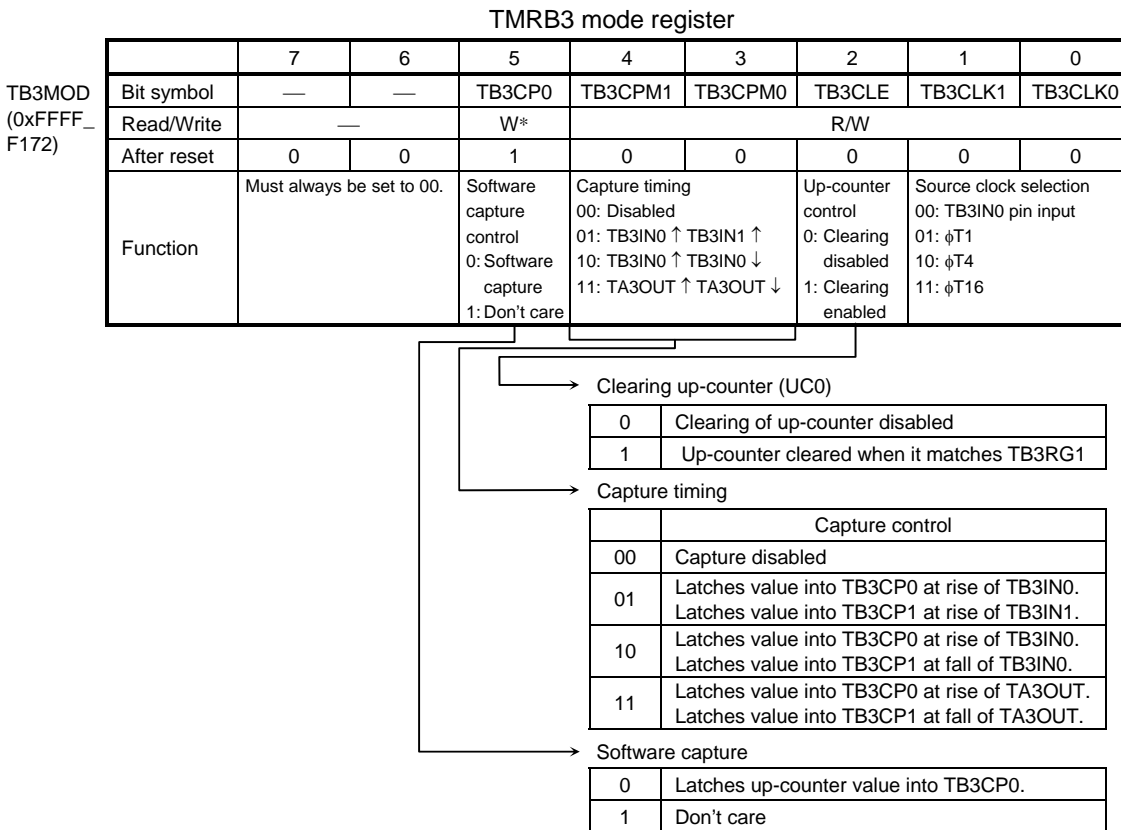 TMRB3 mode register
7 6 5 4 3 2 1 0
TB3MOD
(0xFFFF_
F172)
Bit symbol — — TB3CP0 TB3CPM1 TB3CPM0 TB3CLE TB3CLK1 TB3CLK0
Read/Write — W* R/W
After reset 0 0 1 0 0 0 0 0
Function
Must always be set to 00.
Software
capture
control
0: Software
capture
1: Don't care
Capture timing
00: Disabled
01: TB3IN0 ↑ TB3IN1 ↑
10: TB3IN0 ↑ TB3IN0 ↓
11: TA3OUT ↑ TA3OUT ↓
Up-counter
control
0: Clearing
disabled
1: Clearing
enabled
Source clock selection
00: TB3IN0 pin input
01: ϕT1
10: ϕT4
11: ϕT16
Clearing up-counter (UC0)
0 Clearing of up-counter disabled
1 Up-counter cleared when it matches TB3RG1
Capture timing
Capture control
00 Capture disabled
01 Latches value into TB3CP0 at rise of TB3IN0.
Latches value into TB3CP1 at rise of TB3IN1.
10 Latches value into TB3CP0 at rise of TB3IN0.
Latches value into TB3CP1 at fall of TB3IN0.
11 Latches value into TB3CP0 at rise of TA3OUT.
Latches value into TB3CP1 at fall of TA3OUT.
Software capture
0 Latches up-counter value into TB3CP0.
1 Don't care